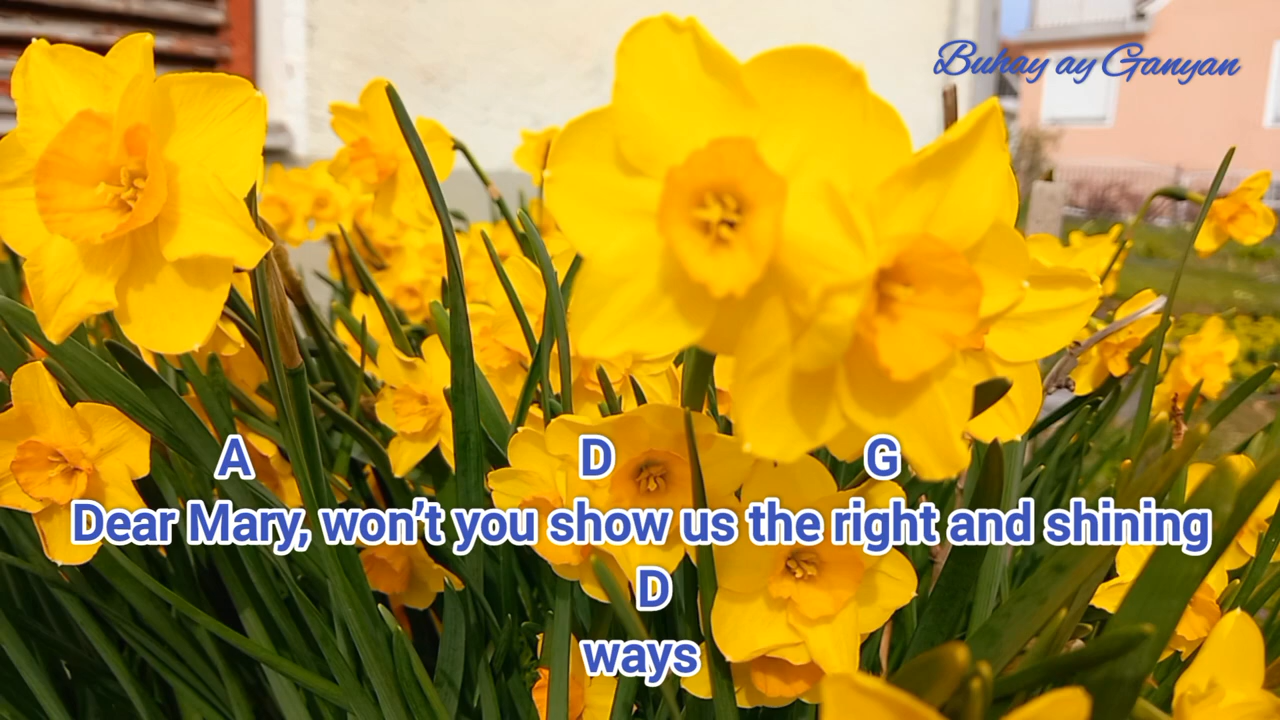 Buhay ay Ganyan
A D G
Dear Mary, won't you show us the right and shining
D
ways